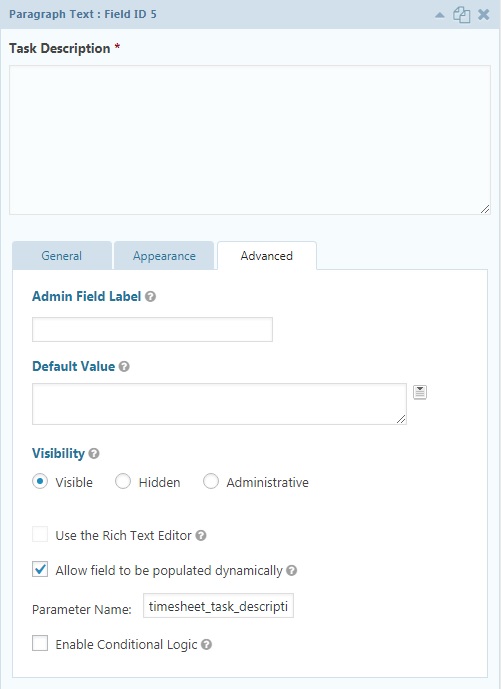 Paragraph Text : Field ID 5
Task Description *
General Appearance Advanced
Admin Field Label ?
Default Value ?
Visibility ?
Visible Hidden Administrative
Use the Rich Text Editor ?
Allow field to be populated dynamically ?
Parameter Name: timesheet_task_descripti
Enable Conditional Logic ?